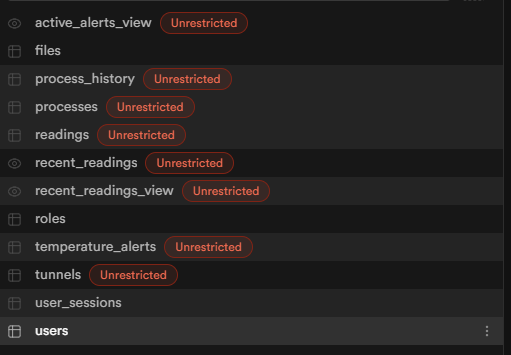 active_alerts_view Unrestricted
files
process_history Unrestricted
processes Unrestricted
readings Unrestricted
recent_readings Unrestricted
recent_readings_view Unrestricted
roles
temperature_alerts Unrestricted
tunnels Unrestricted
user_sessions
users